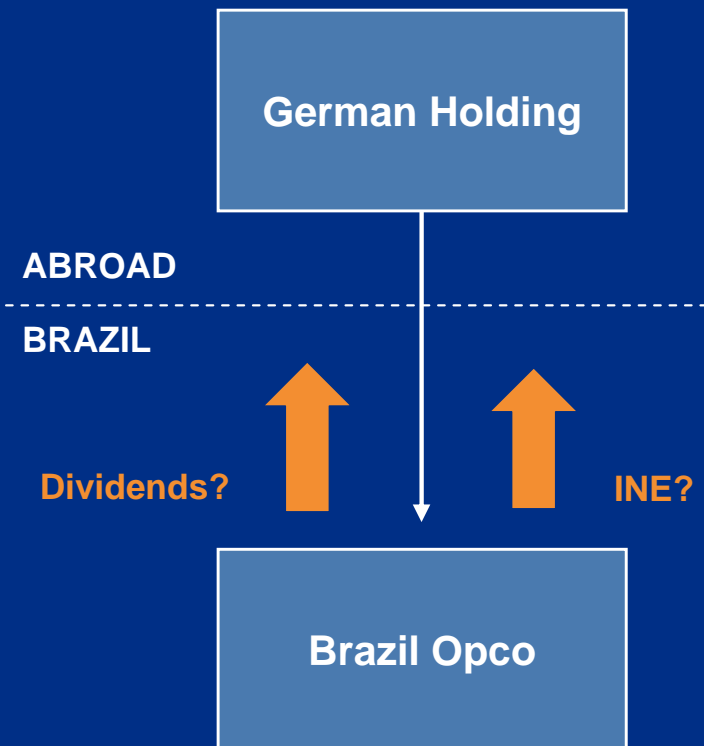 German Holding
ABROAD
BRAZIL
Dividends?
INE?
Brazil Opco